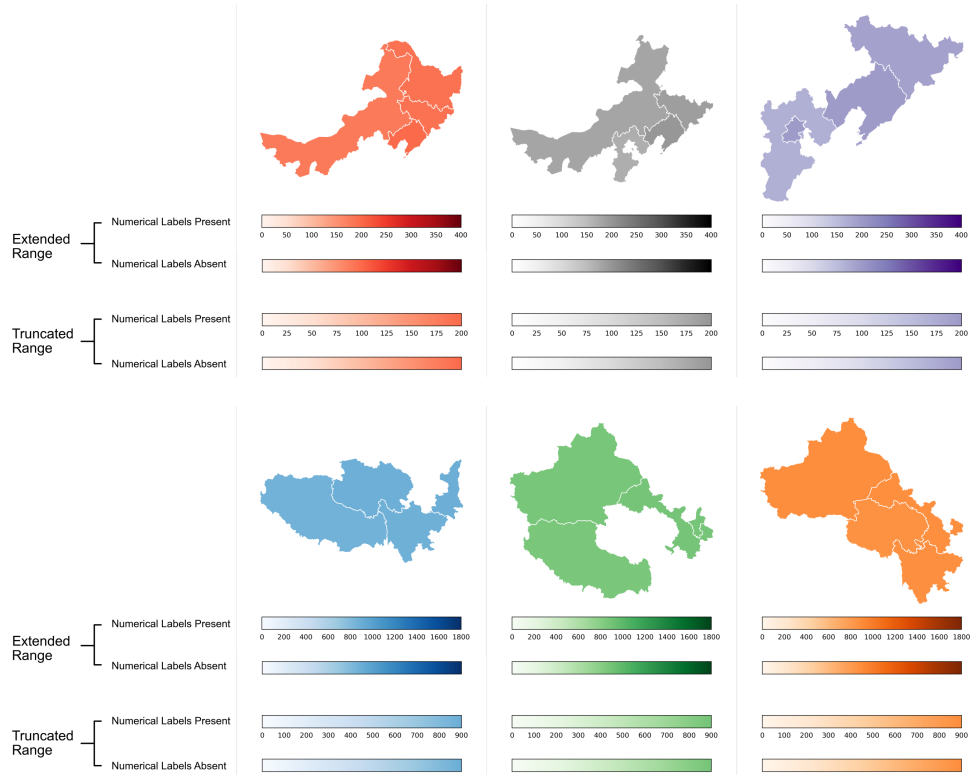 Extended
Range
Numerical Labels Present
0 50 100 150 200 250 300 350 400
0 50 100 150 200 250 300 350 400
0 50 100 150 200 250 300 350 400
Numerical Labels Absent
Truncated
Range
Numerical Labels Present
0 25 50 75 100 125 150 175 200
0 25 50 75 100 125 150 175 200
0 25 50 75 100 125 150 175 200
Numerical Labels Absent
Extended
Range
Numerical Labels Present
0 200 400 600 800 1000 1200 1400 1600 1800
0 200 400 600 800 1000 1200 1400 1600 1800
0 200 400 600 800 1000 1200 1400 1600 1800
Numerical Labels Absent
Truncated
Range
Numerical Labels Present
0 100 200 300 400 500 600 700 800 900
0 100 200 300 400 500 600 700 800 900
0 100 200 300 400 500 600 700 800 900
Numerical Labels Absent